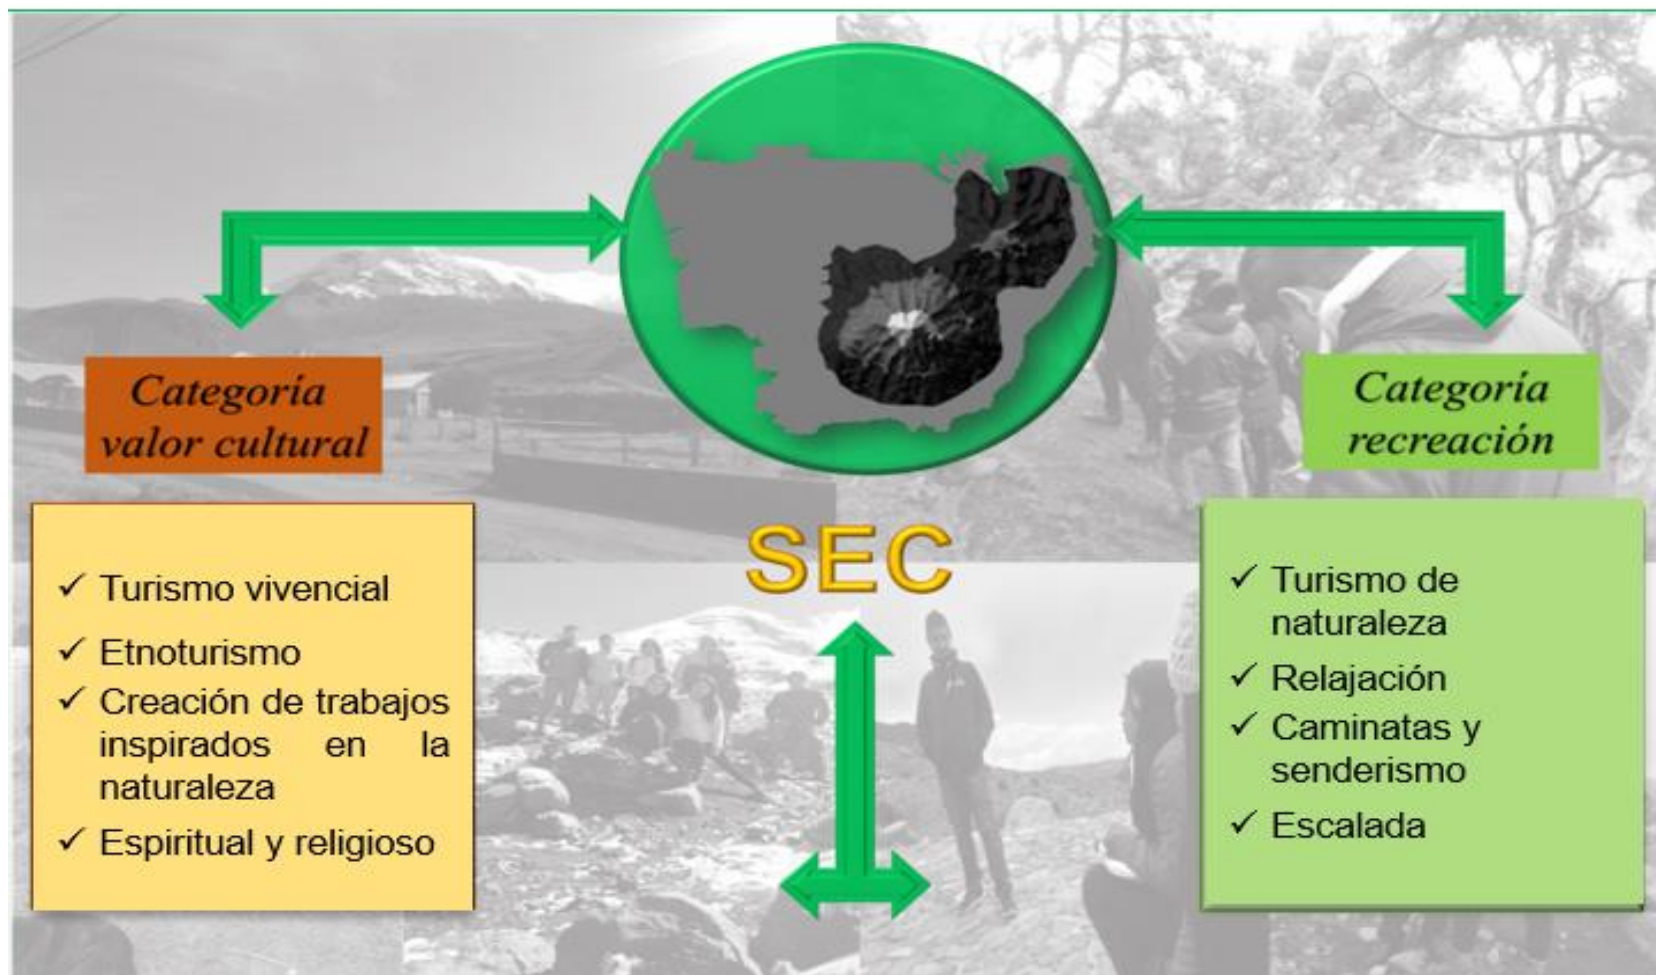 Categoría
valor cultural
Turismo vivencial
Etnoturismo
Creación de trabajos
inspirados en la
naturaleza
Espiritual y religioso
SEC
Categoría
recreación
Turismo de
naturaleza
Relajación
Caminatas y
senderismo
Escalada